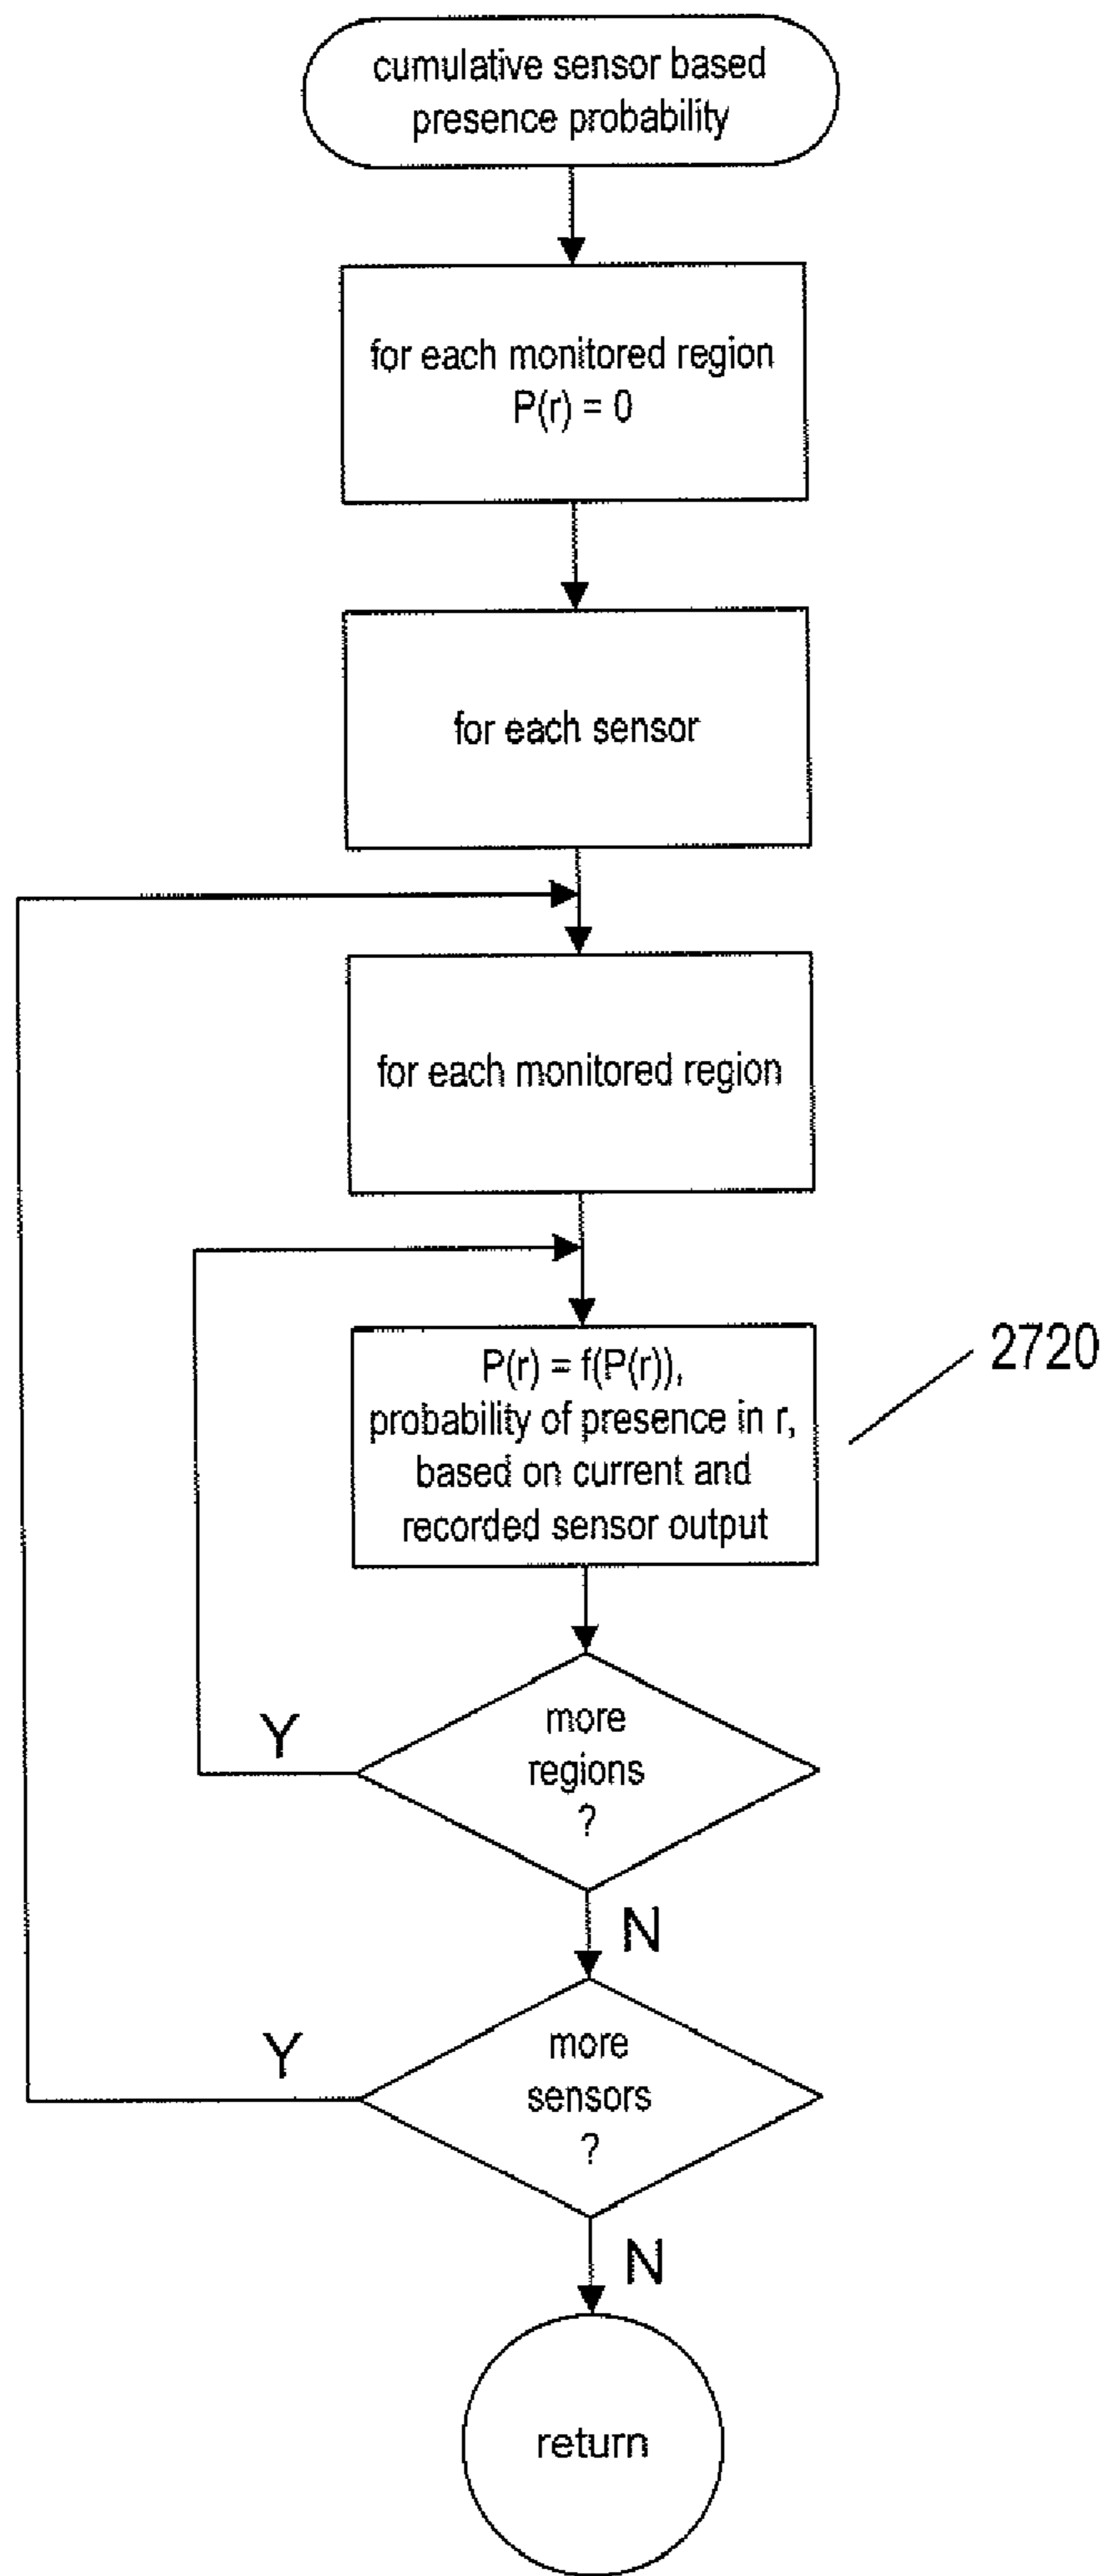 cumulative sensor based
presence probability
for each monitored region
P(r) = 0
for each sensor
for each monitored region
P(r) = f(P(r)),
probability of presence in r,
based on current and
recorded sensor output
2720
more
regions
?
Y
N
more
sensors
?
Y
N
return